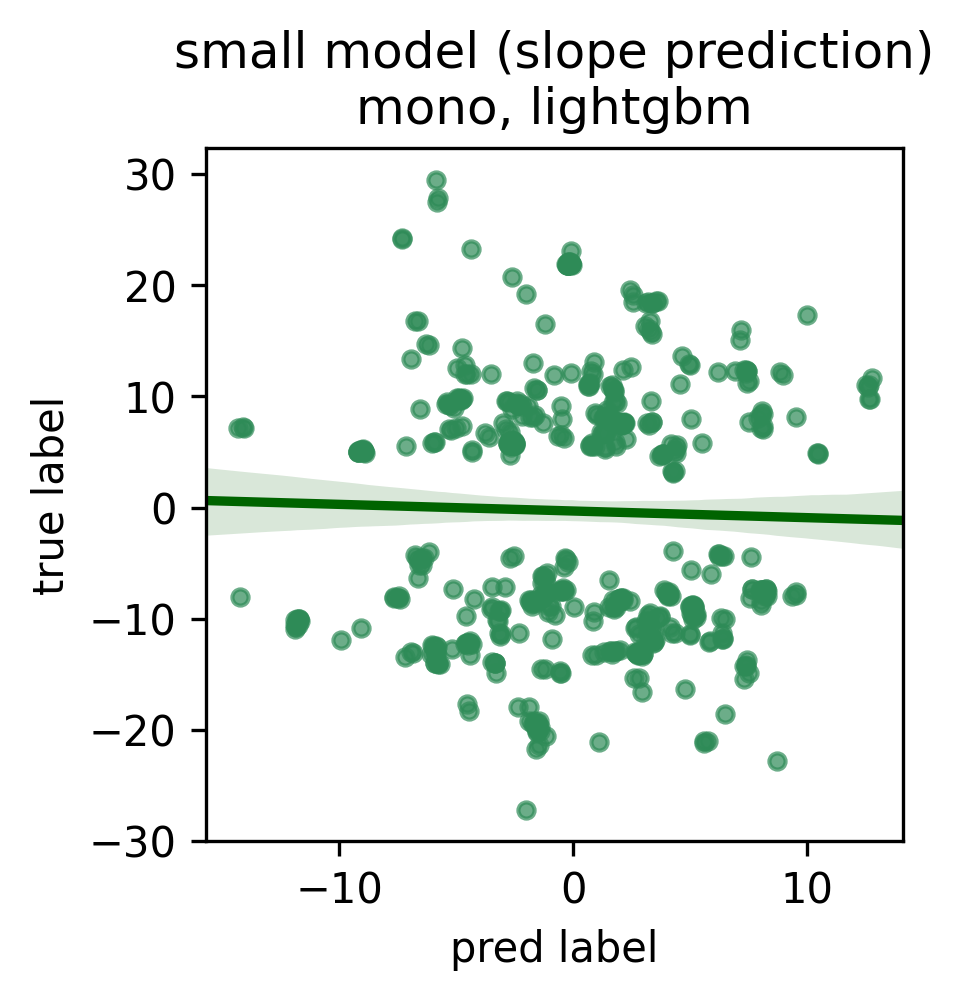 small model (slope prediction)
mono, lightgbm
30
20
10
0
−10
−20
−30
true label
−10
0
10
pred label